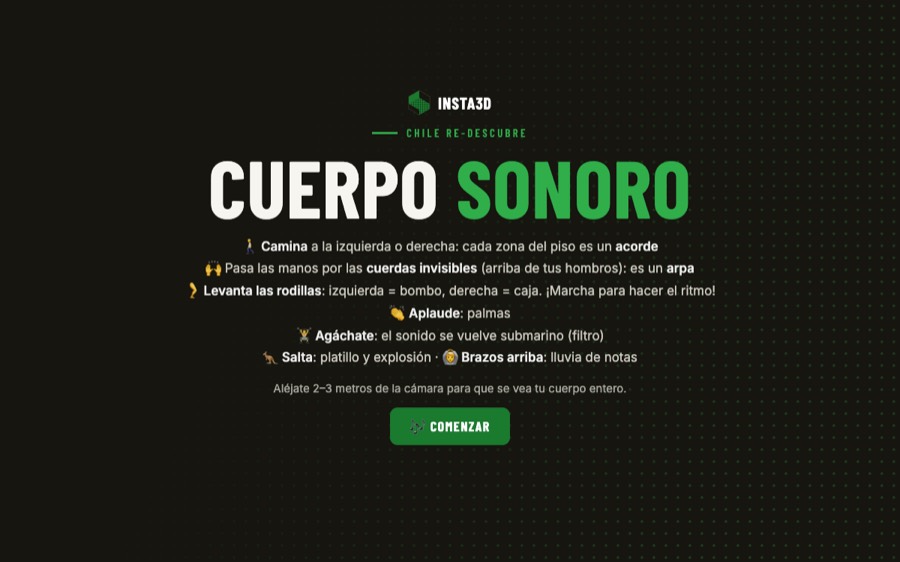 INSTA3D
CHILE RE-DESCUBRE
CUERPO SONORO
🚶 Camina a la izquierda o derecha: cada zona del piso es un acorde
🙌 Pasa las manos por las cuerdas invisibles (arriba de tus hombros): es un arpa
🦵 Levanta las rodillas: izquierda = bombo, derecha = caja. ¡Marcha para hacer el ritmo!
👏 Aplaude: palmas
🏋️ Agáchate: el sonido se vuelve submarino (filtro)
🦘 Salta: platillo y explosión · 🙆 Brazos arriba: lluvia de notas
Aléjate 2–3 metros de la cámara para que se vea tu cuerpo entero.
🎶 COMENZAR